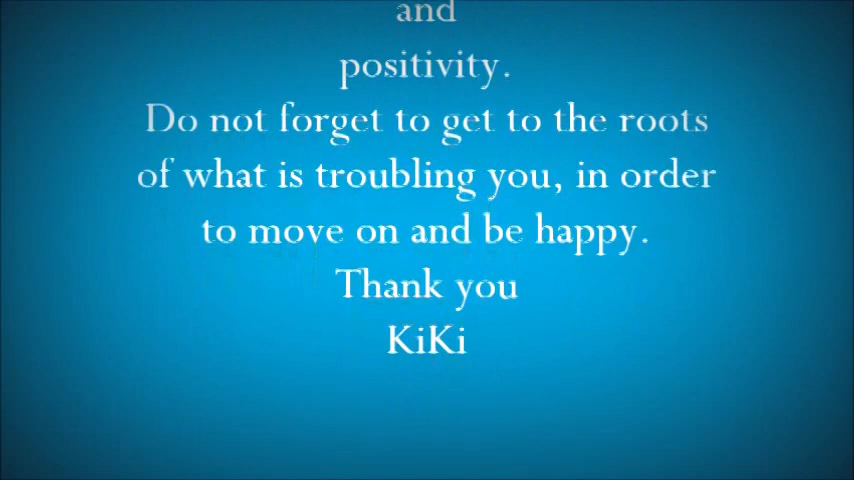 and
positivity.
Do not forget to get to the roots
of what is troubling you, in order
to move on and be happy.
Thank you
KiKi